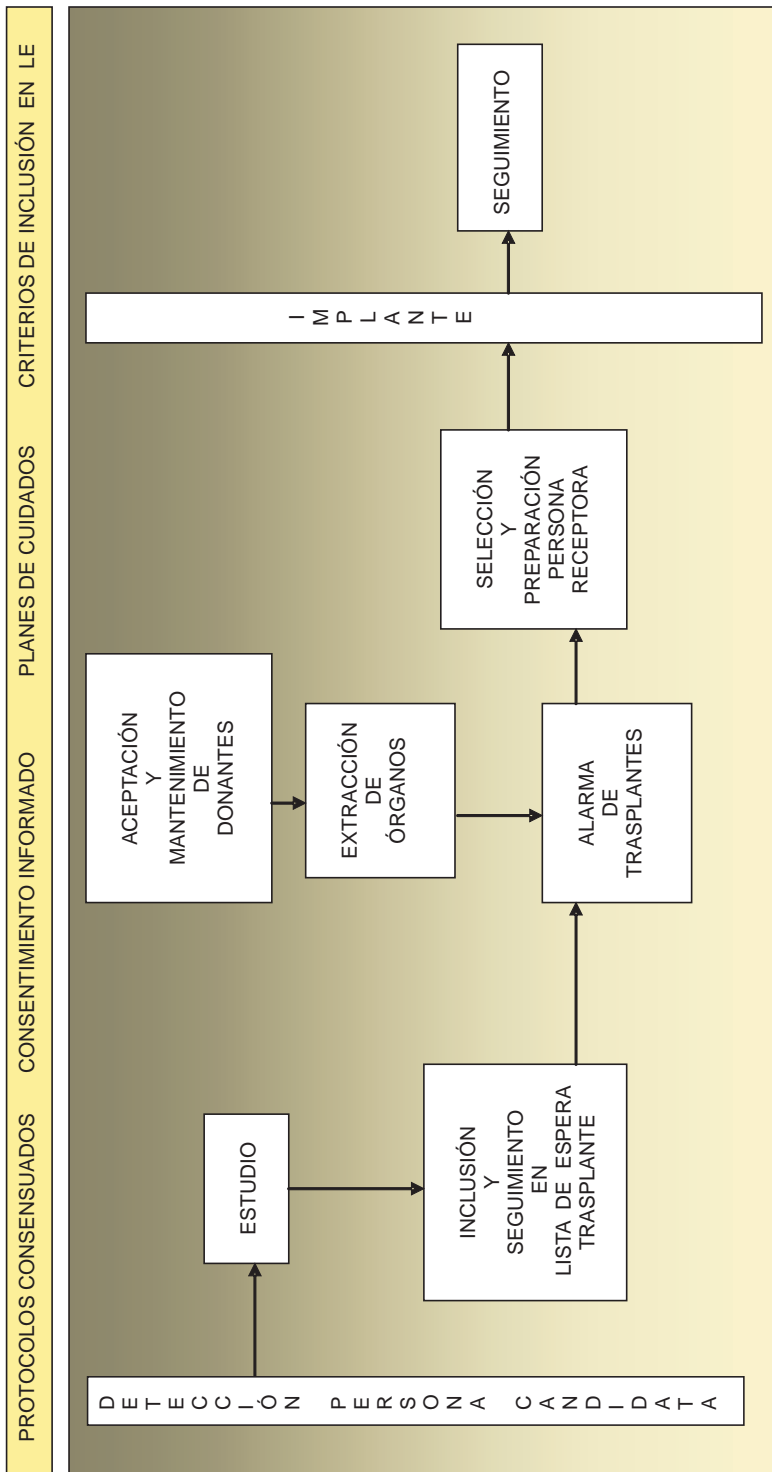 PROTOCOLOS CONSENSUADOS CONSENTIMIENTO INFORMADO PLANES DE CUIDADOS CRITERIOS DE INCLUSIÓN EN LE
DETECCIÓN PERSONA CANDIDATA
ESTUDIO
INCLUSIÓN
Y
SEGUIMIENTO
EN
LISTA DE ESPERA
TRASPLANTE
ACEPTACIÓN
Y
MANTENIMIENTO
DE
DONANTES
EXTRACCIÓN
DE
ÓRGANOS
ALARMA
DE
TRASPLANTES
SELECCIÓN
Y
PREPARACIÓN
PERSONA
RECEPTORA
IMPLANTE
SEGUIMIENTO